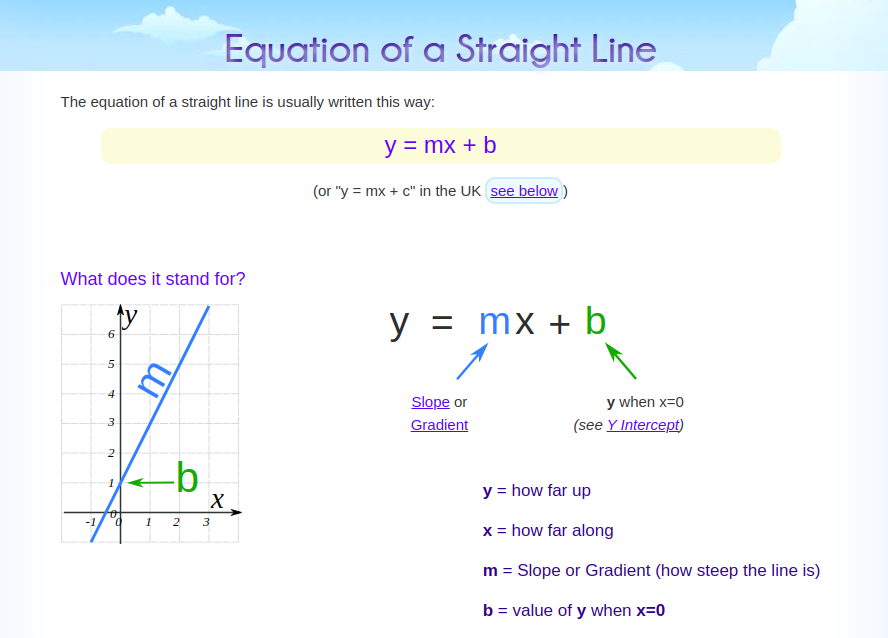 Equation of a Straight Line
The equation of a straight line is usually written this way:
y = mx + b
(or "y = mx + c" in the UK see below )
What does it stand for?
y
6
5
4
3
2
1
0
-1 0 1 2 3
x
m
b
y = mx + b
Slope or
Gradient
y when x=0
(see Y Intercept)
y = how far up
x = how far along
m = Slope or Gradient (how steep the line is)
b = value of y when x=0